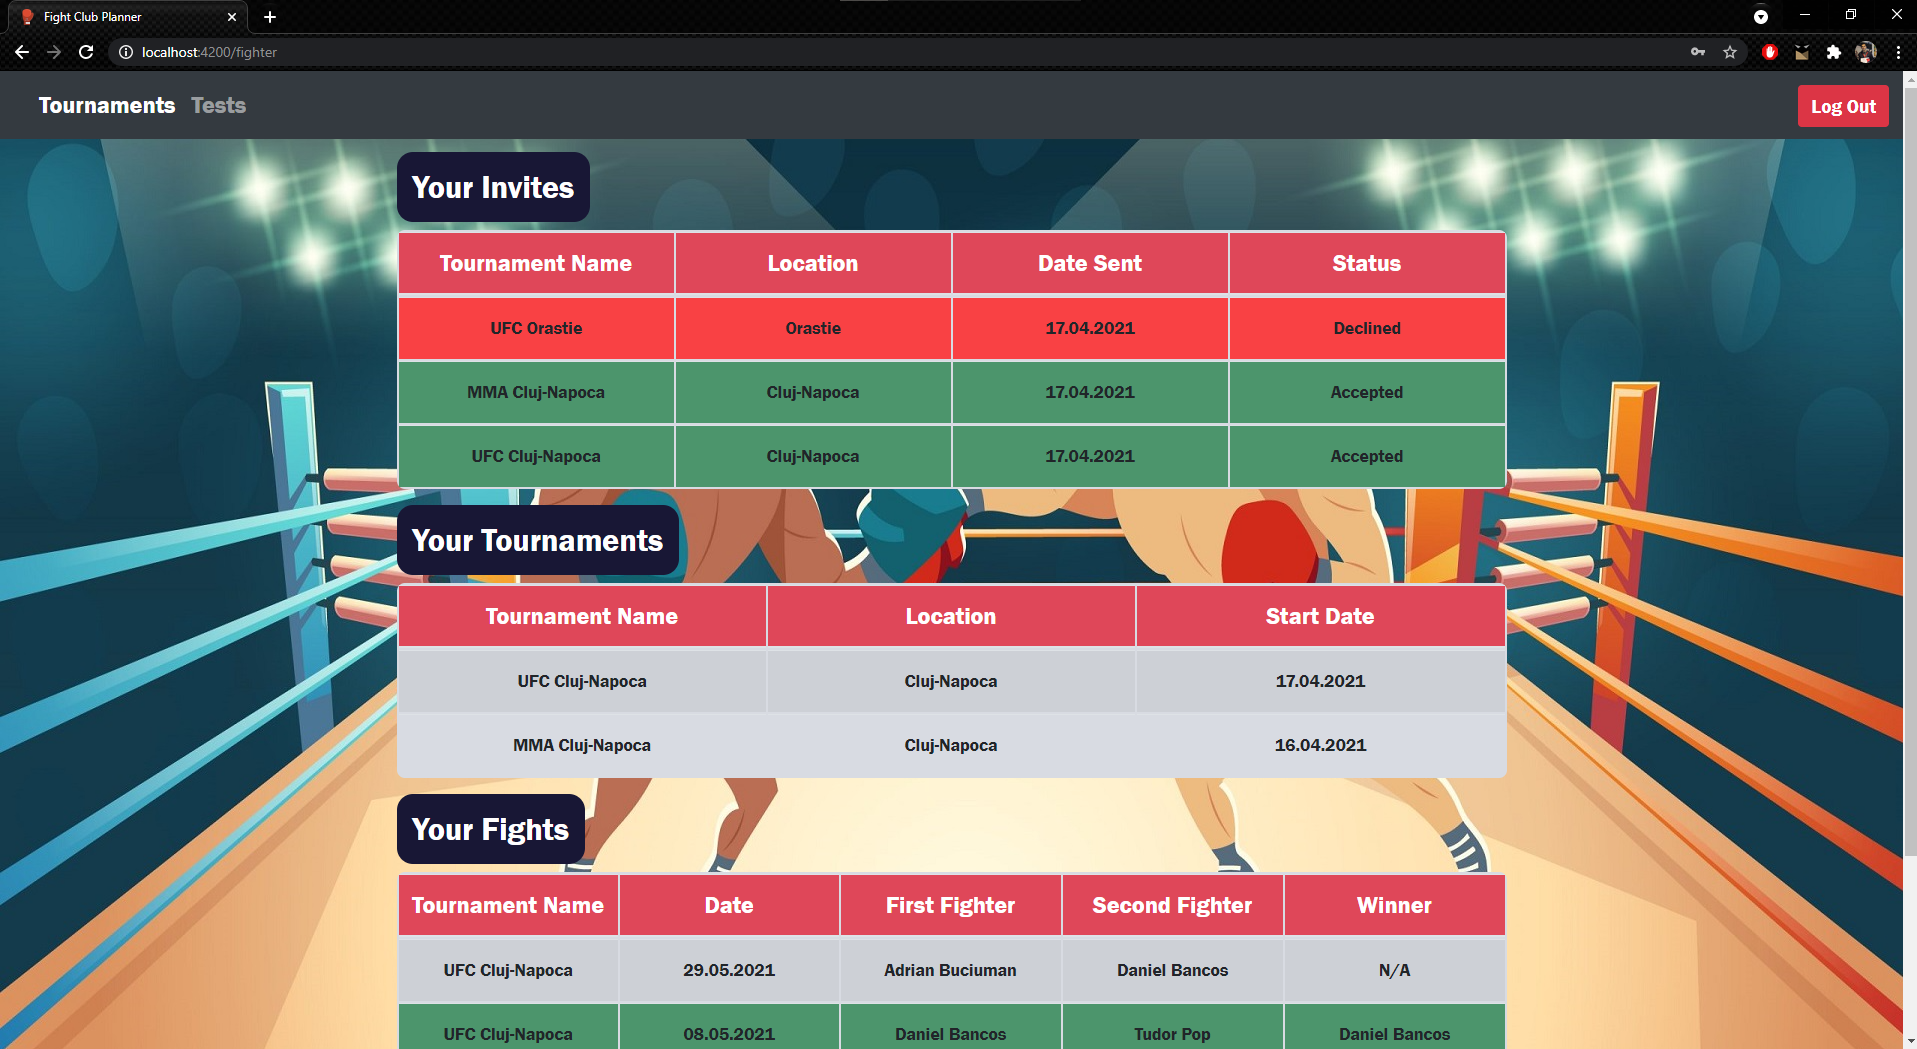 Fight Club Planner
localhost:4200/fighter
Tournaments Tests Log Out
Your Invites
Tournament Name Location Date Sent Status
UFC Orastie Orastie 17.04.2021 Declined
MMA Cluj-Napoca Cluj-Napoca 17.04.2021 Accepted
UFC Cluj-Napoca Cluj-Napoca 17.04.2021 Accepted
Your Tournaments
Tournament Name Location Start Date
UFC Cluj-Napoca Cluj-Napoca 17.04.2021
MMA Cluj-Napoca Cluj-Napoca 16.04.2021
Your Fights
Tournament Name Date First Fighter Second Fighter Winner
UFC Cluj-Napoca 29.05.2021 Adrian Buciuman Daniel Bancos N/A
UFC Cluj-Napoca 08.05.2021 Daniel Bancos Tudor Pop Daniel Bancos